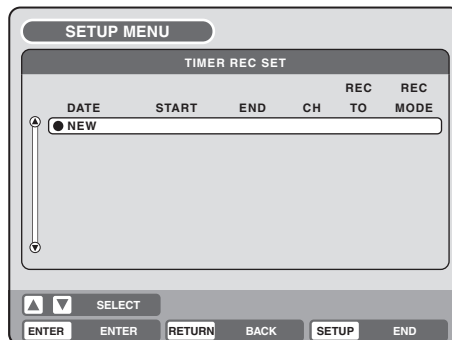 SETUP MENU
TIMER REC SET
REC REC
DATE START END CH TO MODE
NEW
SELECT
ENTER ENTER RETURN BACK SETUP END